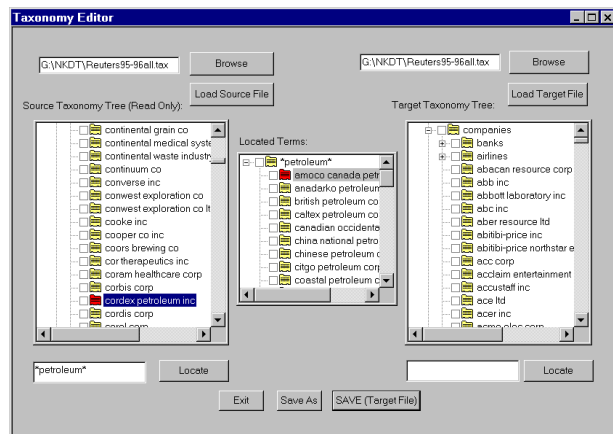 Taxonomy Editor
G:\NKDT\Reuters95-96all.tax
Browse
G:\NKDT\Reuters95-96all.tax
Browse
Load Source File
Load Target File
Source Taxonomy Tree (Read Only):
Target Taxonomy Tree:
continental grain co
continental medical syste
continental waste industry
continuum co
converse inc
conwest exploration co
conwest exploration co lt
cooke inc
cooper co inc
coors brewing co
cor therapeutics inc
coram healthcare corp
corbis corp
cordex petroleum inc
cordis corp
corel corp
Located Terms:
*petroleum*
amoco canada petr
anadarko petroleum
british petroleum co
caltex petroleum co
canadian occidenta
china national petro
chinese petroleum c
citgo petroleum corp
coastal petroleum c
companies
banks
airlines
abacan resource corp
abb inc
abbott laboratory inc
abc inc
aber resource ltd
abitibi-price inc
abitibi-price northstar e
acc corp
acclaim entertainment
accustaff inc
ace ltd
acer inc
acme elec corp
*petroleum*
Locate
Locate
Exit
Save As
SAVE (Target File)